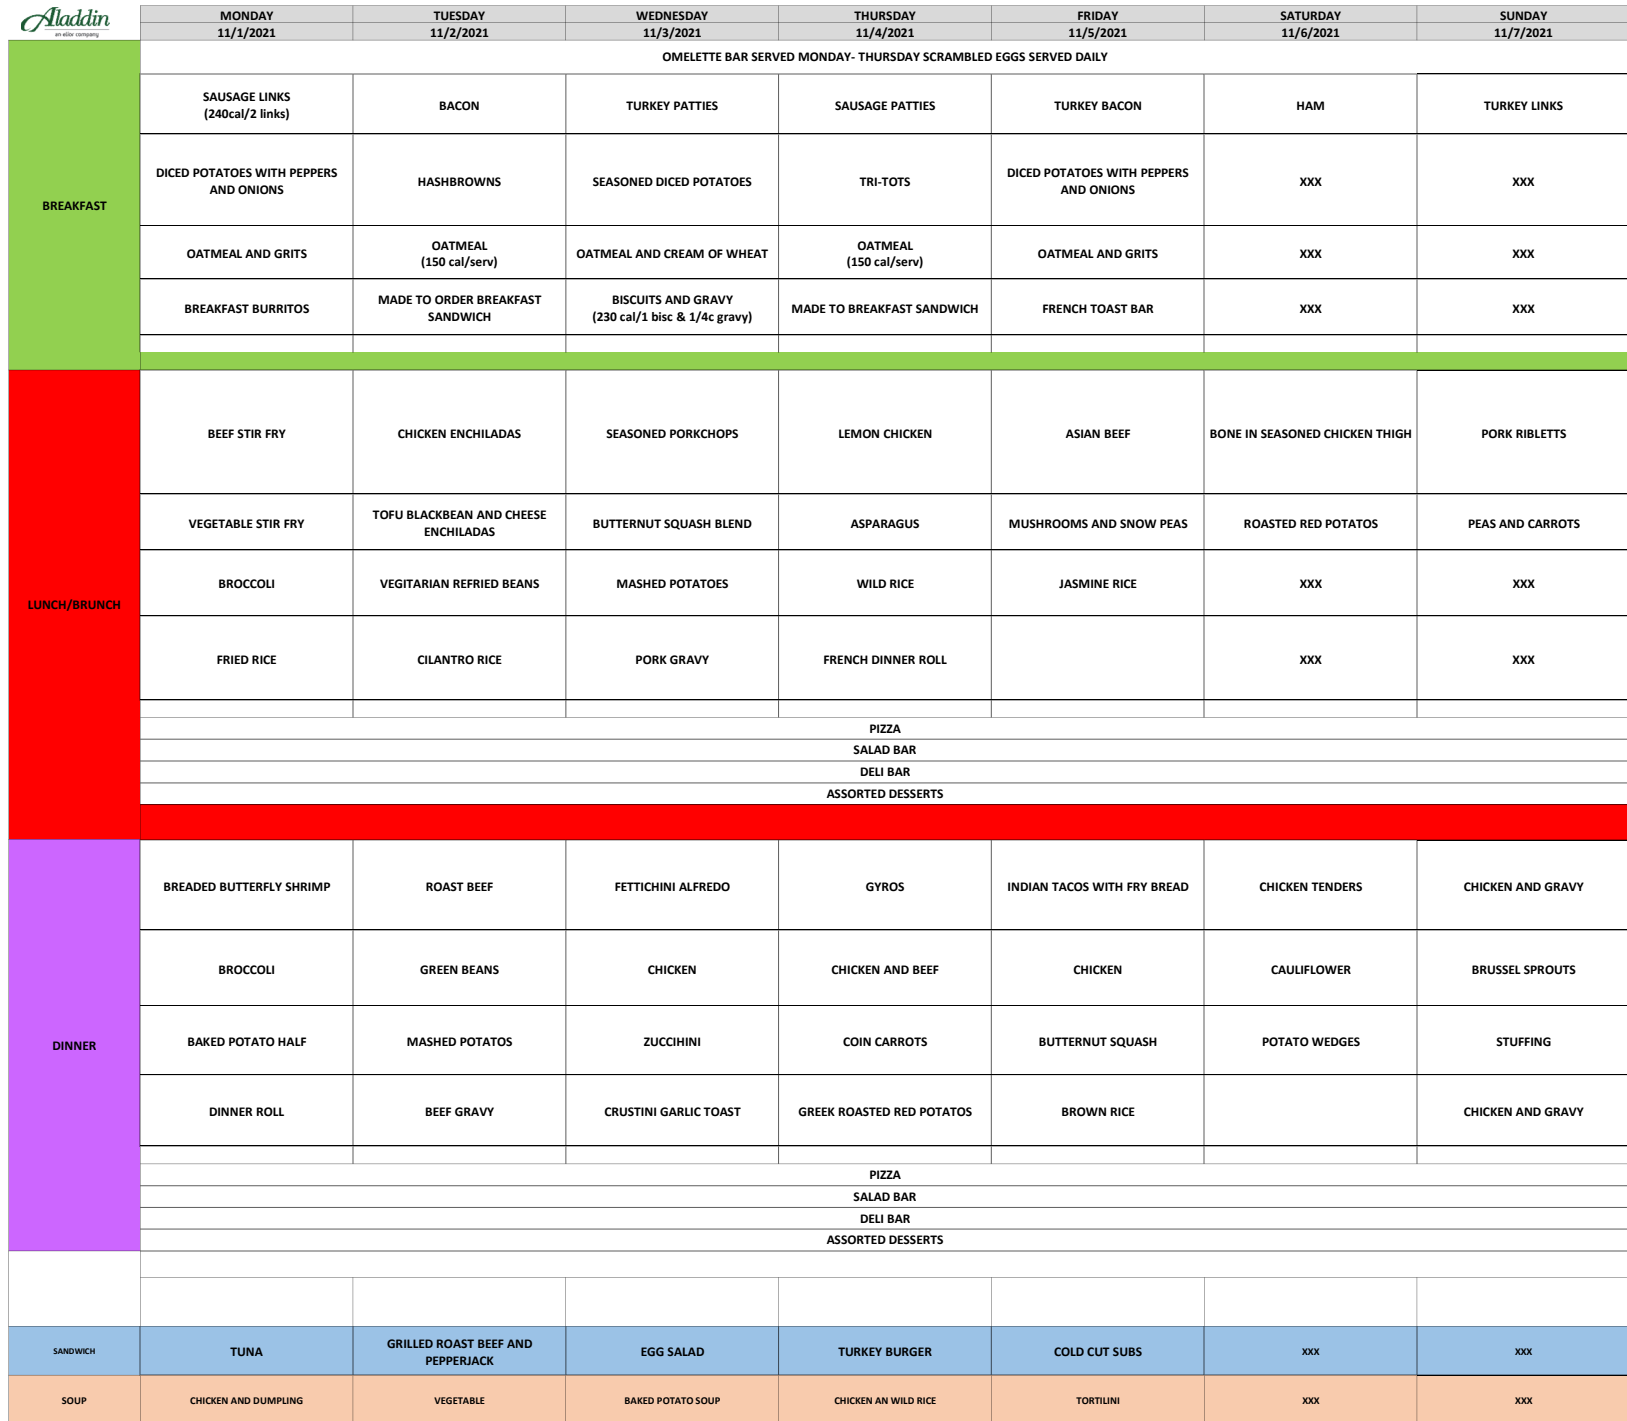 Aladdin
an elior company
MONDAY TUESDAY WEDNESDAY THURSDAY FRIDAY SATURDAY SUNDAY
11/1/2021 11/2/2021 11/3/2021 11/4/2021 11/5/2021 11/6/2021 11/7/2021
BREAKFAST
OMELETTE BAR SERVED MONDAY- THURSDAY SCRAMBLED EGGS SERVED DAILY
SAUSAGE LINKS
(240cal/2 links)
BACON
TURKEY PATTIES
SAUSAGE PATTIES
TURKEY BACON
HAM
TURKEY LINKS
DICED POTATOES WITH PEPPERS
AND ONIONS
HASHBROWNS
SEASONED DICED POTATOES
TRI-TOTS
DICED POTATOES WITH PEPPERS
AND ONIONS
XXX
XXX
OATMEAL AND GRITS
OATMEAL
(150 cal/serv)
OATMEAL AND CREAM OF WHEAT
OATMEAL
(150 cal/serv)
OATMEAL AND GRITS
XXX
XXX
BREAKFAST BURRITOS
MADE TO ORDER BREAKFAST
SANDWICH
BISCUITS AND GRAVY
(230 cal/1 bisc & 1/4c gravy)
MADE TO BREAKFAST SANDWICH
FRENCH TOAST BAR
XXX
XXX
LUNCH/BRUNCH
BEEF STIR FRY
CHICKEN ENCHILADAS
SEASONED PORKCHOPS
LEMON CHICKEN
ASIAN BEEF
BONE IN SEASONED CHICKEN THIGH
PORK RIBLETTS
VEGETABLE STIR FRY
TOFU BLACKBEAN AND CHEESE
ENCHILADAS
BUTTERNUT SQUASH BLEND
ASPARAGUS
MUSHROOMS AND SNOW PEAS
ROASTED RED POTATOS
PEAS AND CARROTS
BROCCOLI
VEGITARIAN REFRIED BEANS
MASHED POTATOES
WILD RICE
JASMINE RICE
XXX
XXX
FRIED RICE
CILANTRO RICE
PORK GRAVY
FRENCH DINNER ROLL
XXX
XXX
PIZZA
SALAD BAR
DELI BAR
ASSORTED DESSERTS
DINNER
BREADED BUTTERFLY SHRIMP
ROAST BEEF
FETTICHINI ALFREDO
GYROS
INDIAN TACOS WITH FRY BREAD
CHICKEN TENDERS
CHICKEN AND GRAVY
BROCCOLI
GREEN BEANS
CHICKEN
CHICKEN AND BEEF
CHICKEN
CAULIFLOWER
BRUSSEL SPROUTS
BAKED POTATO HALF
MASHED POTATOS
ZUCCIHINI
COIN CARROTS
BUTTERNUT SQUASH
POTATO WEDGES
STUFFING
DINNER ROLL
BEEF GRAVY
CRUSTINI GARLIC TOAST
GREEK ROASTED RED POTATOS
BROWN RICE
CHICKEN AND GRAVY
PIZZA
SALAD BAR
DELI BAR
ASSORTED DESSERTS
SANDWICH
TUNA
GRILLED ROAST BEEF AND
PEPPERJACK
EGG SALAD
TURKEY BURGER
COLD CUT SUBS
XXX
XXX
SOUP
CHICKEN AND DUMPLING
VEGETABLE
BAKED POTATO SOUP
CHICKEN AN WILD RICE
TORTILINI
XXX
XXX